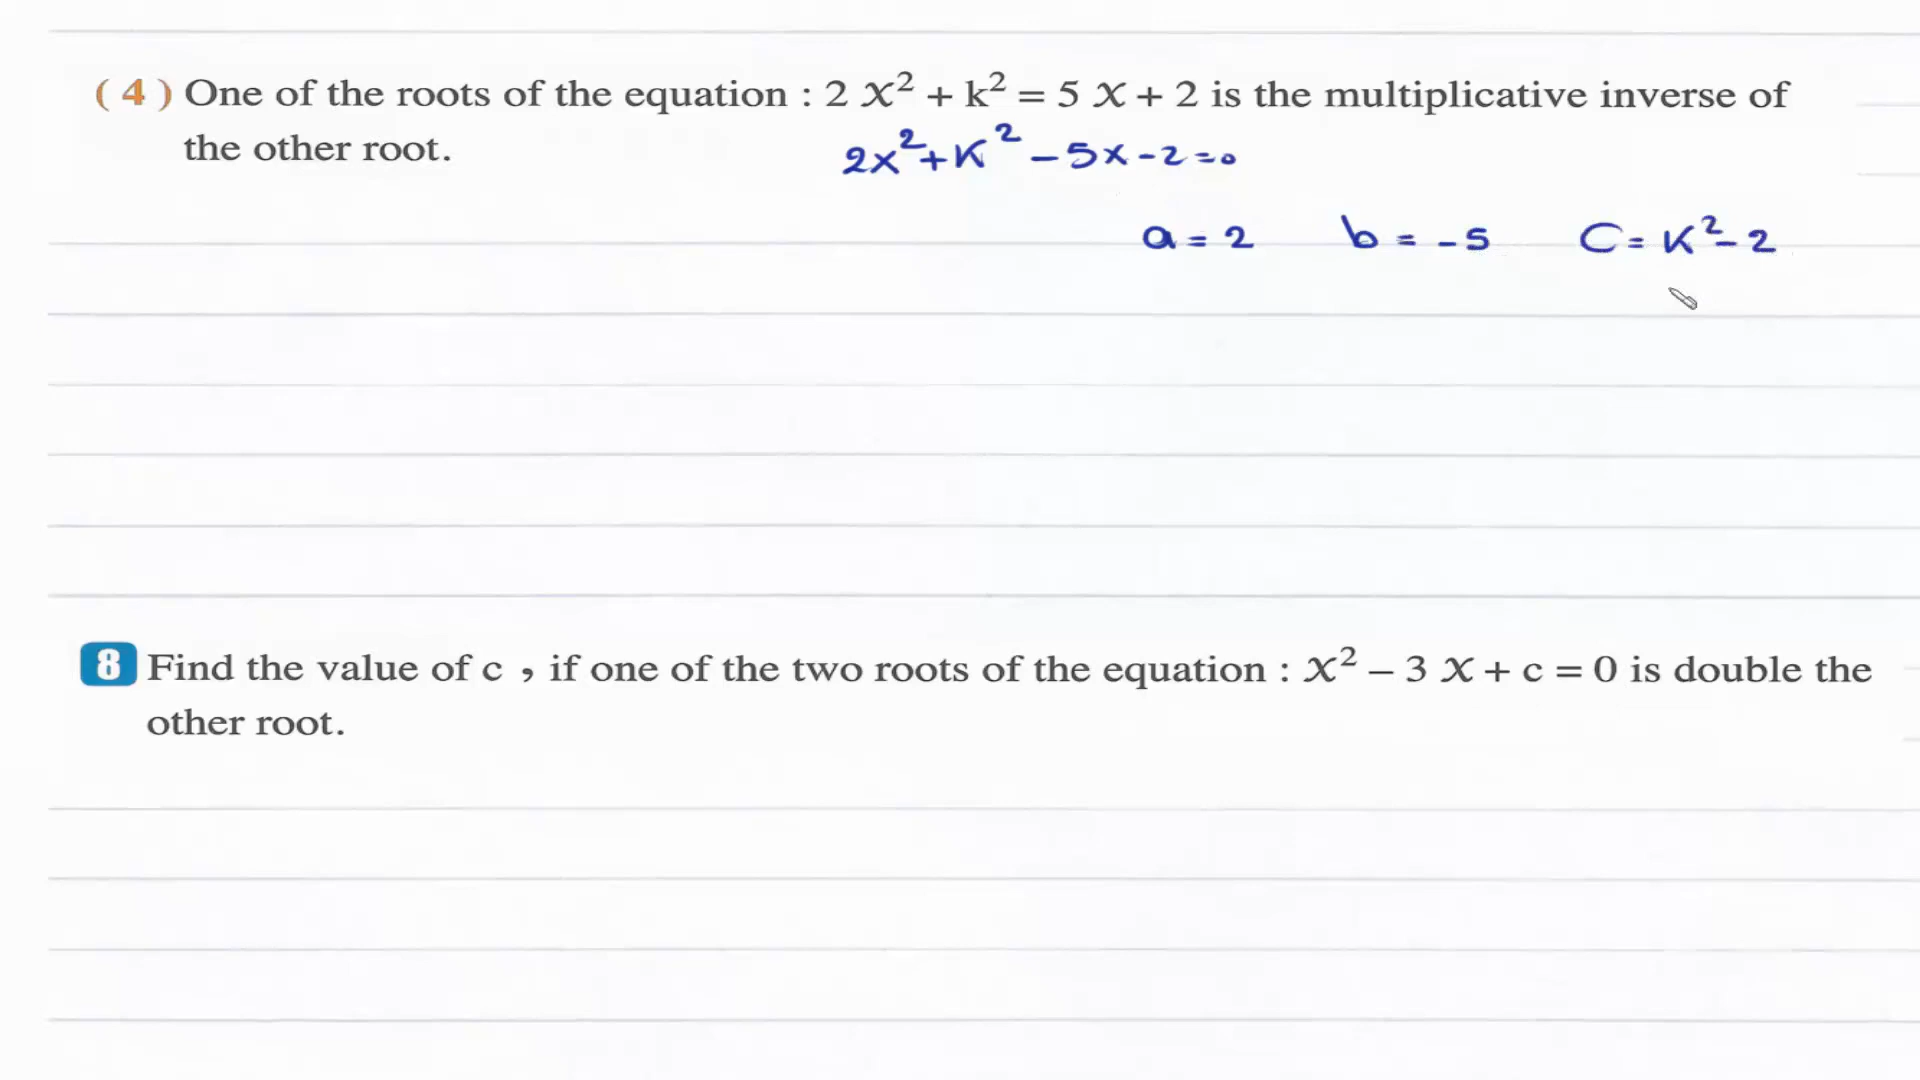 ( 4 ) One of the roots of the equation : 2 x² + k² = 5 x + 2 is the multiplicative inverse of
the other root.
2x²+K² -5x-2=0
a = 2 b = -5 C = K²-2
8 Find the value of c , if one of the two roots of the equation : x² – 3 x + c = 0 is double the
other root.